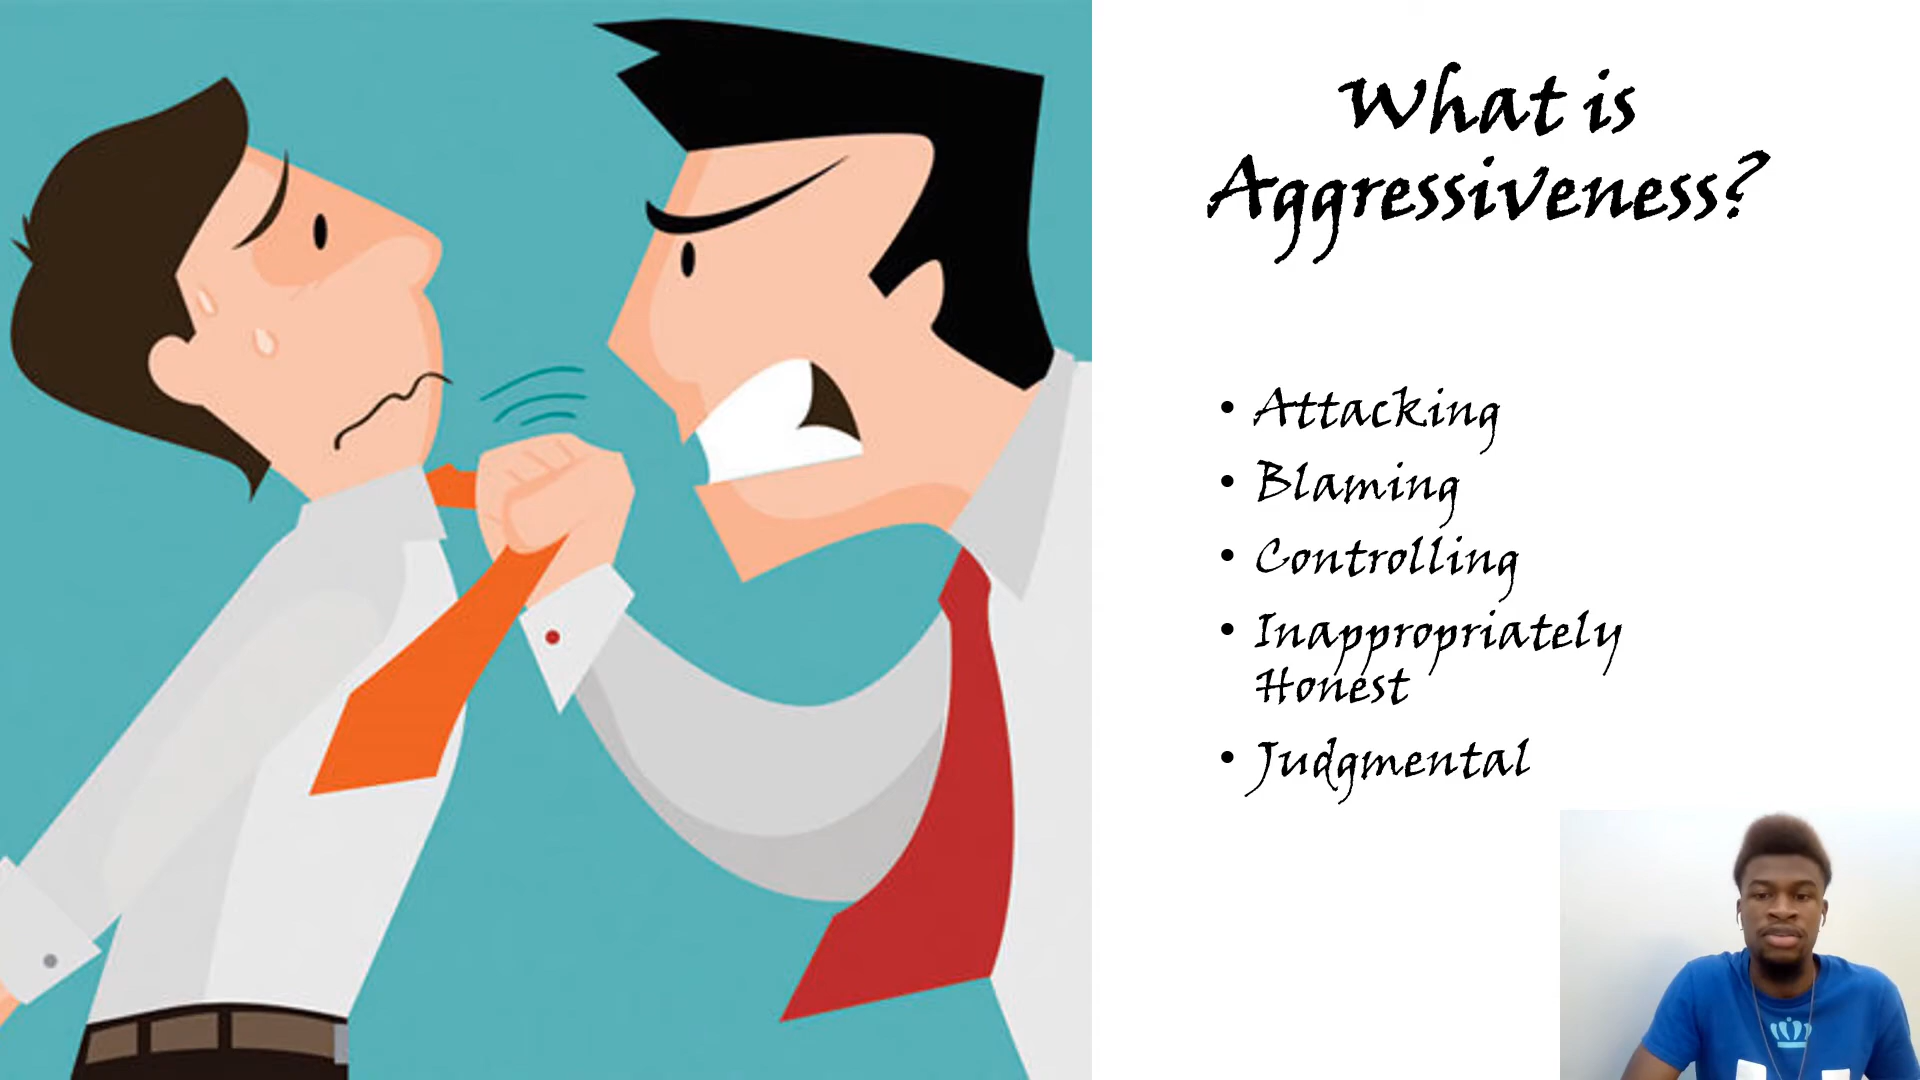 What is
Aggressiveness?
• Attacking
• Blaming
• Controlling
• Inappropriately
Honest
• Judgmental